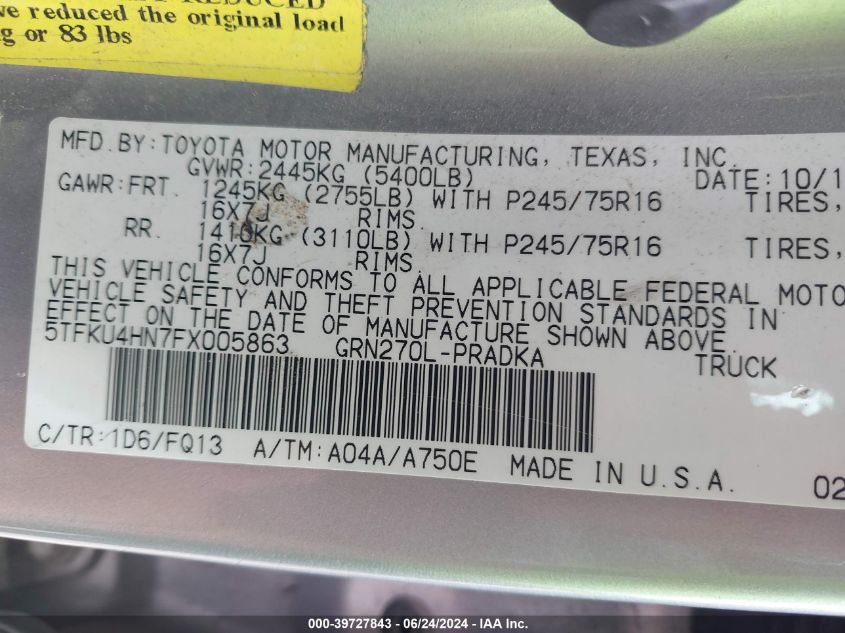 REDUCED
ve reduced the original load
g or 83 lbs
MFD.BY:TOYOTA MOTOR MANUFACTURING, TEXAS, INC.
GVWR:2445KG (5400LB) DATE:10/1
GAWR:FRT. 1245KG (2755LB) WITH P245/75R16 TIRES,
16X7J RIMS.
RR. 1410KG (3110LB) WITH P245/75R16 TIRES,
16X7J RIMS.
THIS VEHICLE CONFORMS TO ALL APPLICABLE FEDERAL MOTO
VEHICLE SAFETY AND THEFT PREVENTION STANDARDS IN
EFFECT ON THE DATE OF MANUFACTURE SHOWN ABOVE.
5TFKU4HN7FX005863 GRN270L-PRADKA TRUCK
C/TR:1D6/FQ13 A/TM:A04A/A750E MADE IN U.S.A. 02
000-39727843 / 06/24/2024 - IAA Inc.